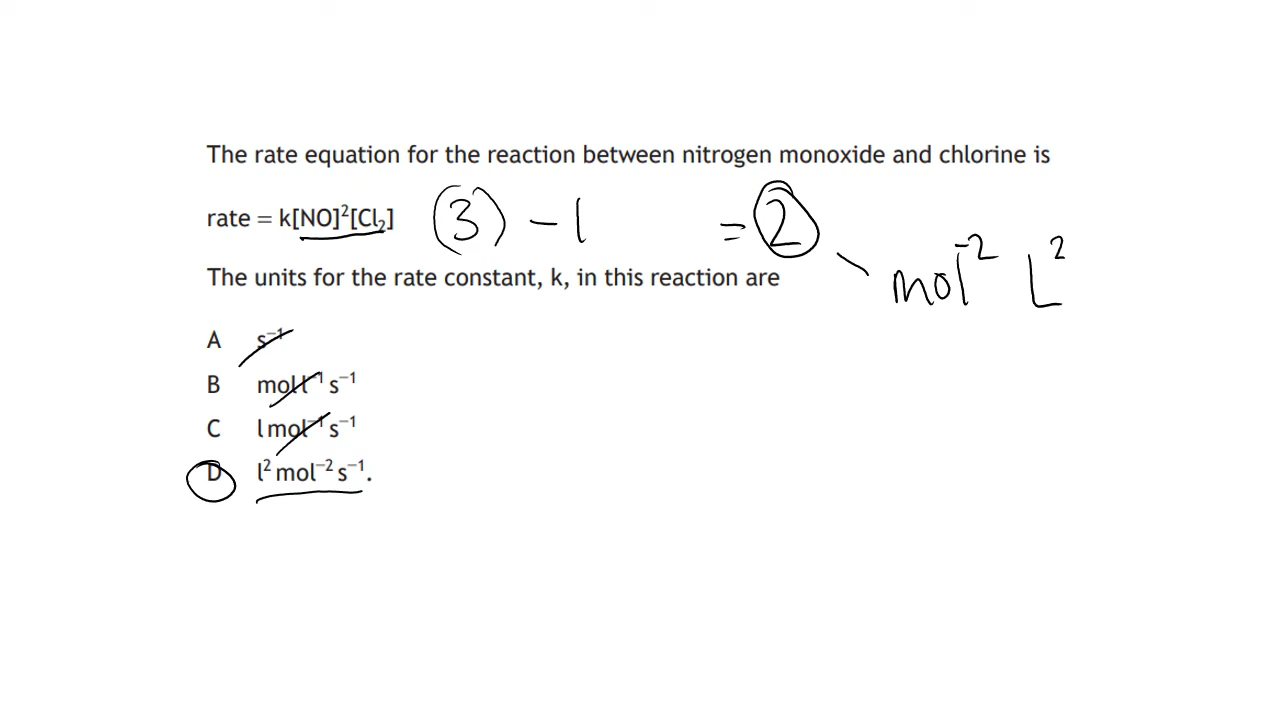 The rate equation for the reaction between nitrogen monoxide and chlorine is
rate = k[NO]²[Cl₂] (3) – 1 = 2
The units for the rate constant, k, in this reaction are
mol⁻² L²
A s⁻¹
B mol l⁻¹ s⁻¹
C l mol⁻¹ s⁻¹
D l² mol⁻² s⁻¹.